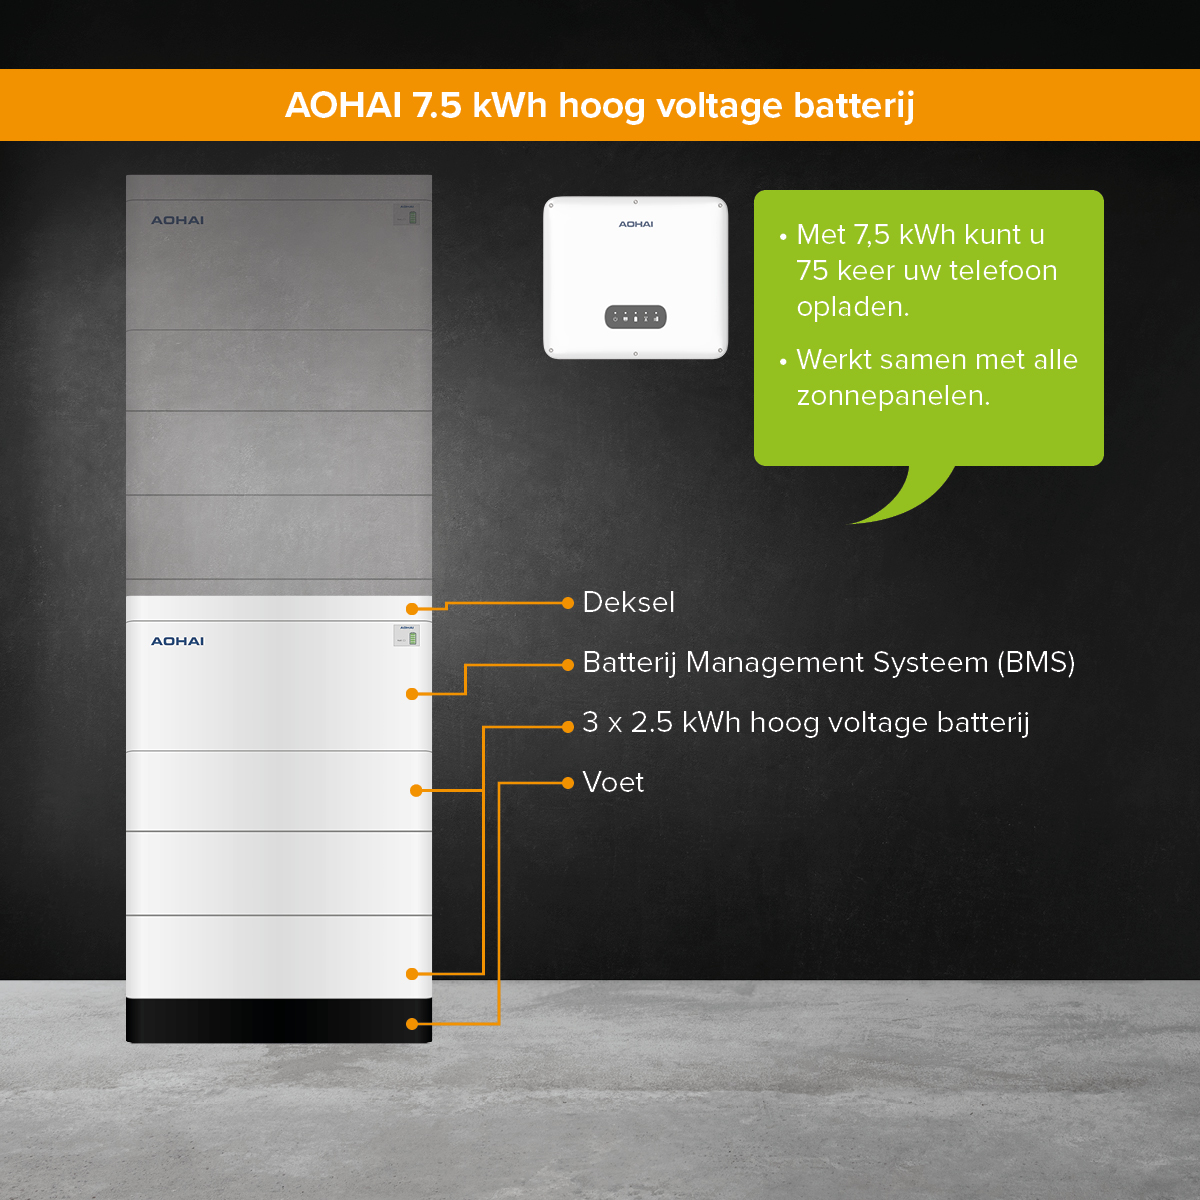 AOHAI 7.5 kWh hoog voltage batterij
AOHAI
AOHAI
• Met 7,5 kWh kunt u
75 keer uw telefoon
opladen.
• Werkt samen met alle
zonnepanelen.
Deksel
AOHAI
Batterij Management Systeem (BMS)
3 x 2.5 kWh hoog voltage batterij
Voet